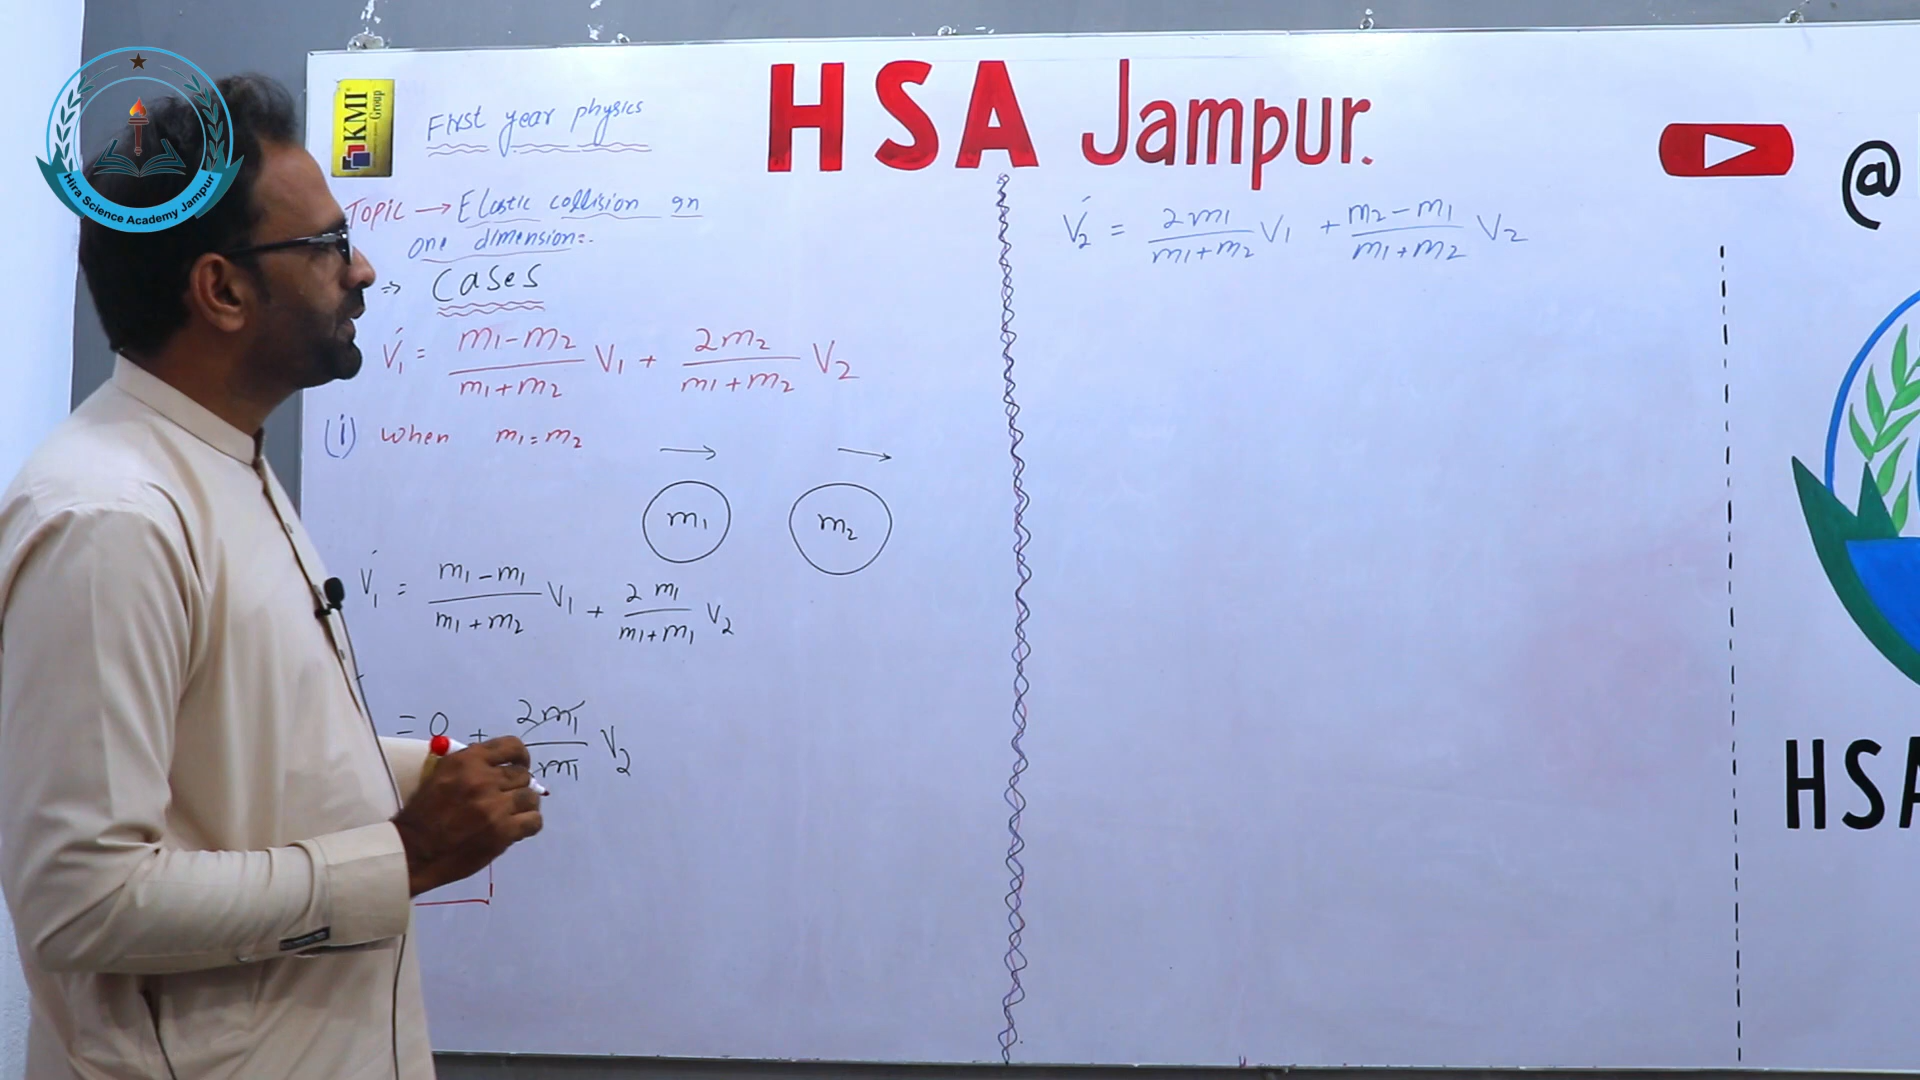 Hira Science Academy Jampur
KMI Group
First year physics
HSA Jampur.
@
Topic → Elastic collision in
one dimension:.
⇒ Cases
V́₁ = (m₁ - m₂)/(m₁ + m₂) V₁ + 2m₂/(m₁ + m₂) V₂
(i) when m₁ = m₂
m₁
m₂
V́₁ = (m₁ - m₁)/(m₁ + m₂) V₁ + 2 m₁/(m₁ + m₁) V₂
= 0 + 2m₁/m₁ V₂
V́₂ = 2m₁/(m₁ + m₂) V₁ + (m₂ - m₁)/(m₁ + m₂) V₂
HSA